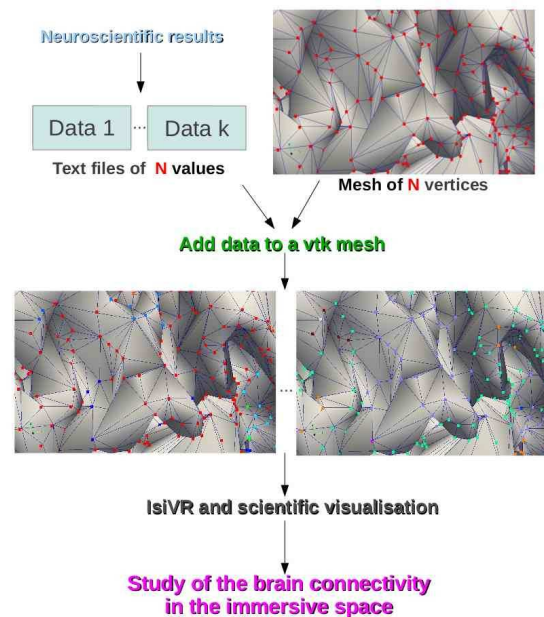 Neuroscientific results
Data 1 ... Data k
Text files of N values
Mesh of N vertices
Add data to a vtk mesh
...
IsiVR and scientific visualisation
Study of the brain connectivity
in the immersive space